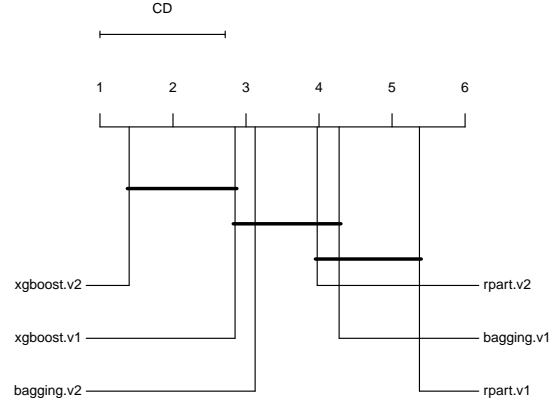 CD
1 2 3 4 5 6
xgboost.v2 rpart.v2
xgboost.v1 bagging.v1
bagging.v2 rpart.v1